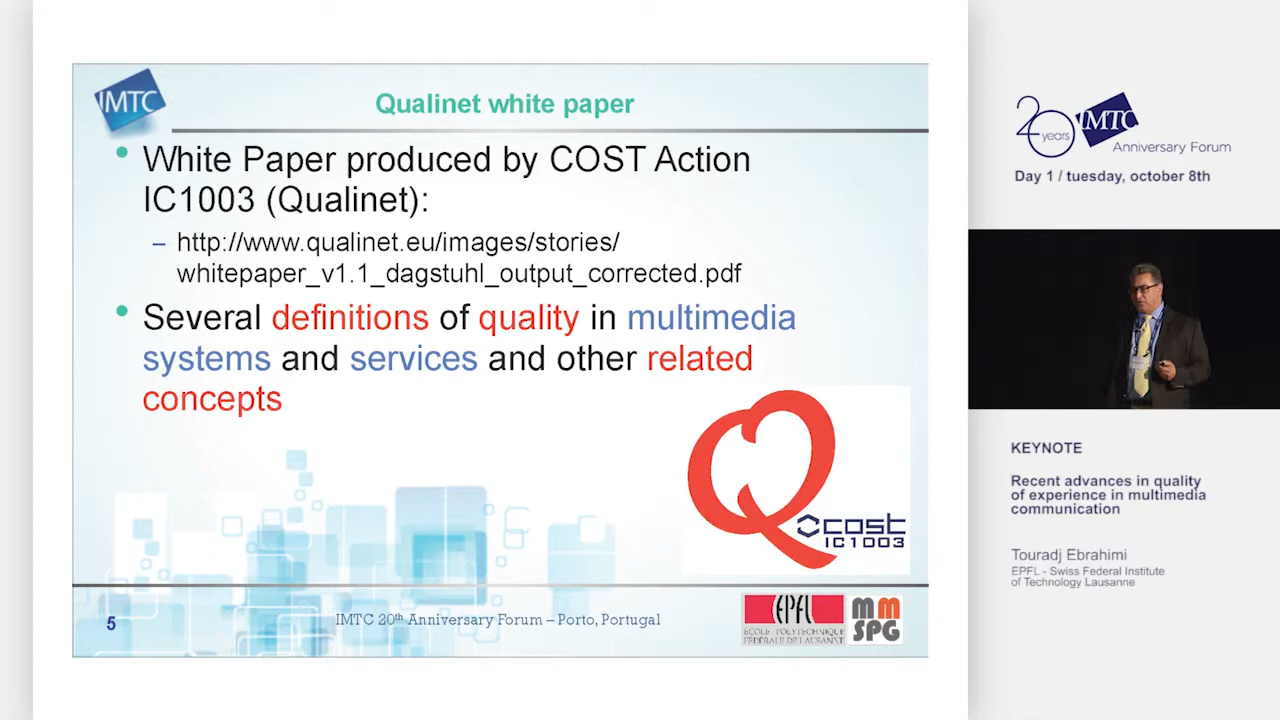 IMTC
Qualinet white paper
• White Paper produced by COST Action
IC1003 (Qualinet):
– http://www.qualinet.eu/images/stories/
whitepaper_v1.1_dagstuhl_output_corrected.pdf
• Several definitions of quality in multimedia
systems and services and other related
concepts
cost
IC1003
5
IMTC 20th Anniversary Forum – Porto, Portugal
EPFL
ÉCOLE POLYTECHNIQUE
FÉDÉRALE DE LAUSANNE
MM
SPG
20 years IMTC
Anniversary Forum
Day 1 / tuesday, october 8th
KEYNOTE
Recent advances in quality
of experience in multimedia
communication
Touradj Ebrahimi
EPFL - Swiss Federal Institute
of Technology Lausanne